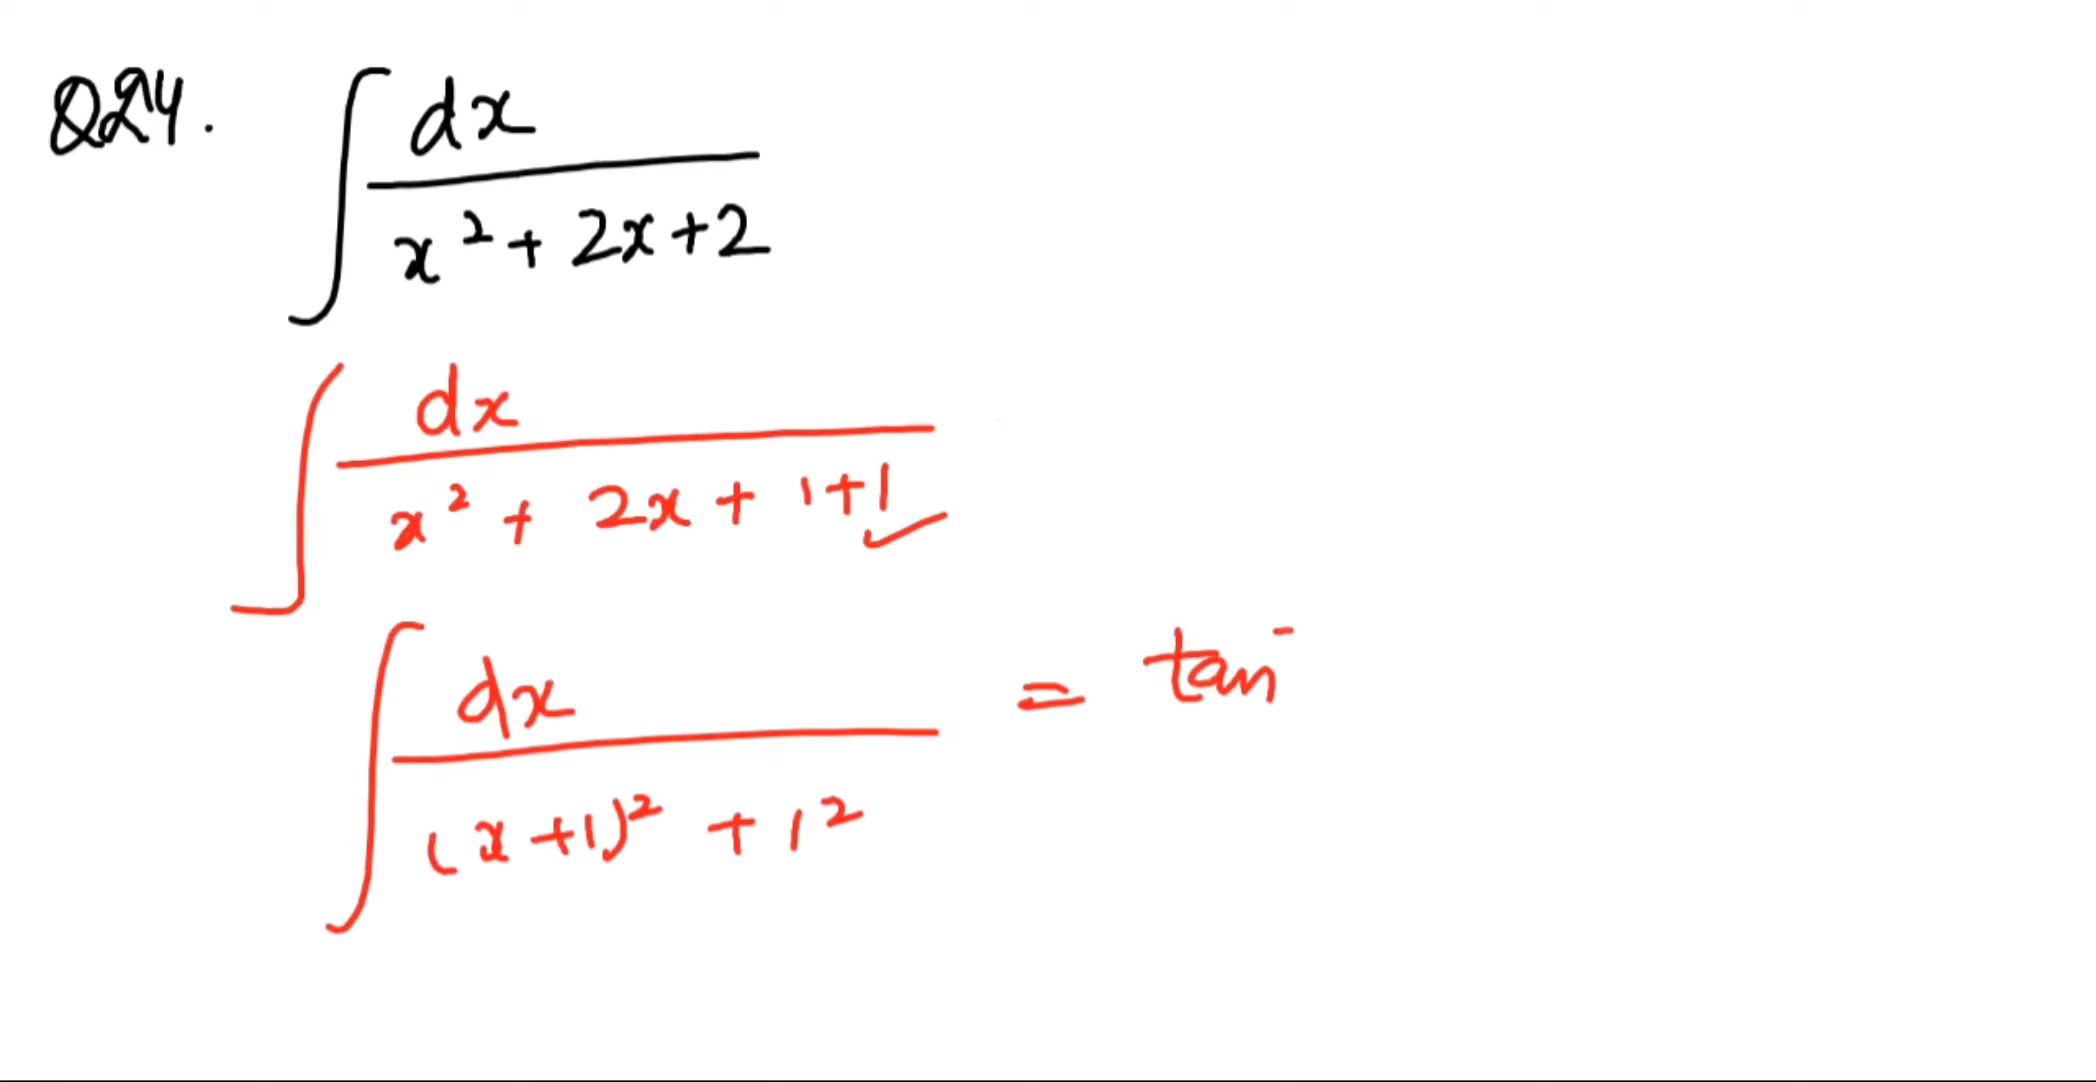 Q24. ∫ dx / x² + 2x + 2
∫ dx / x² + 2x + 1 + 1 ✓
∫ dx / (x + 1)² + 1² = tan⁻